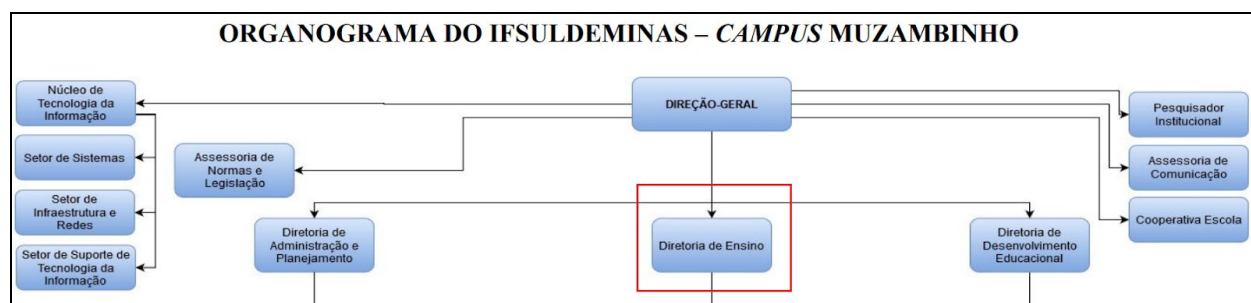 ORGANOGRAMA DO IFSULDEMINAS – CAMPUS MUZAMBINHO
Núcleo de
Tecnologia da
Informação
DIREÇÃO-GERAL
Pesquisador
Institucional
Setor de Sistemas
Assessoria de
Normas e
Legislação
Assessoria de
Comunicação
Setor de
Infraestrutura e
Redes
Cooperativa Escola
Diretoria de
Administração e
Planejamento
Diretoria de Ensino
Diretoria de
Desenvolvimento
Educacional
Setor de Suporte de
Tecnologia da
Informação